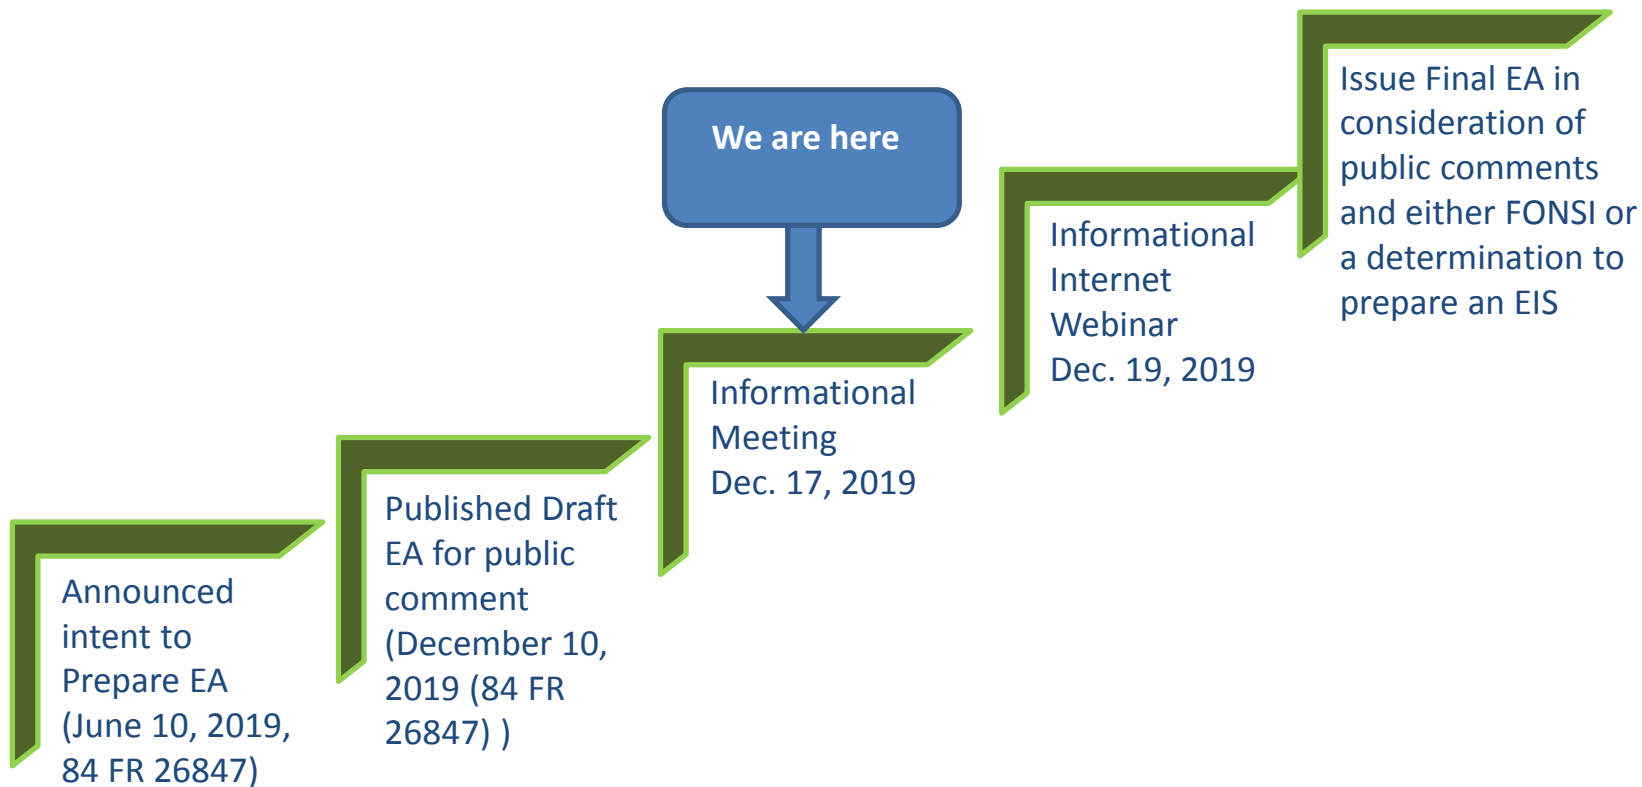 We are here
Announced
intent to
Prepare EA
(June 10, 2019,
84 FR 26847)
Published Draft
EA for public
comment
(December 10,
2019 (84 FR
26847) )
Informational
Meeting
Dec. 17, 2019
Informational
Internet
Webinar
Dec. 19, 2019
Issue Final EA in
consideration of
public comments
and either FONSI or
a determination to
prepare an EIS